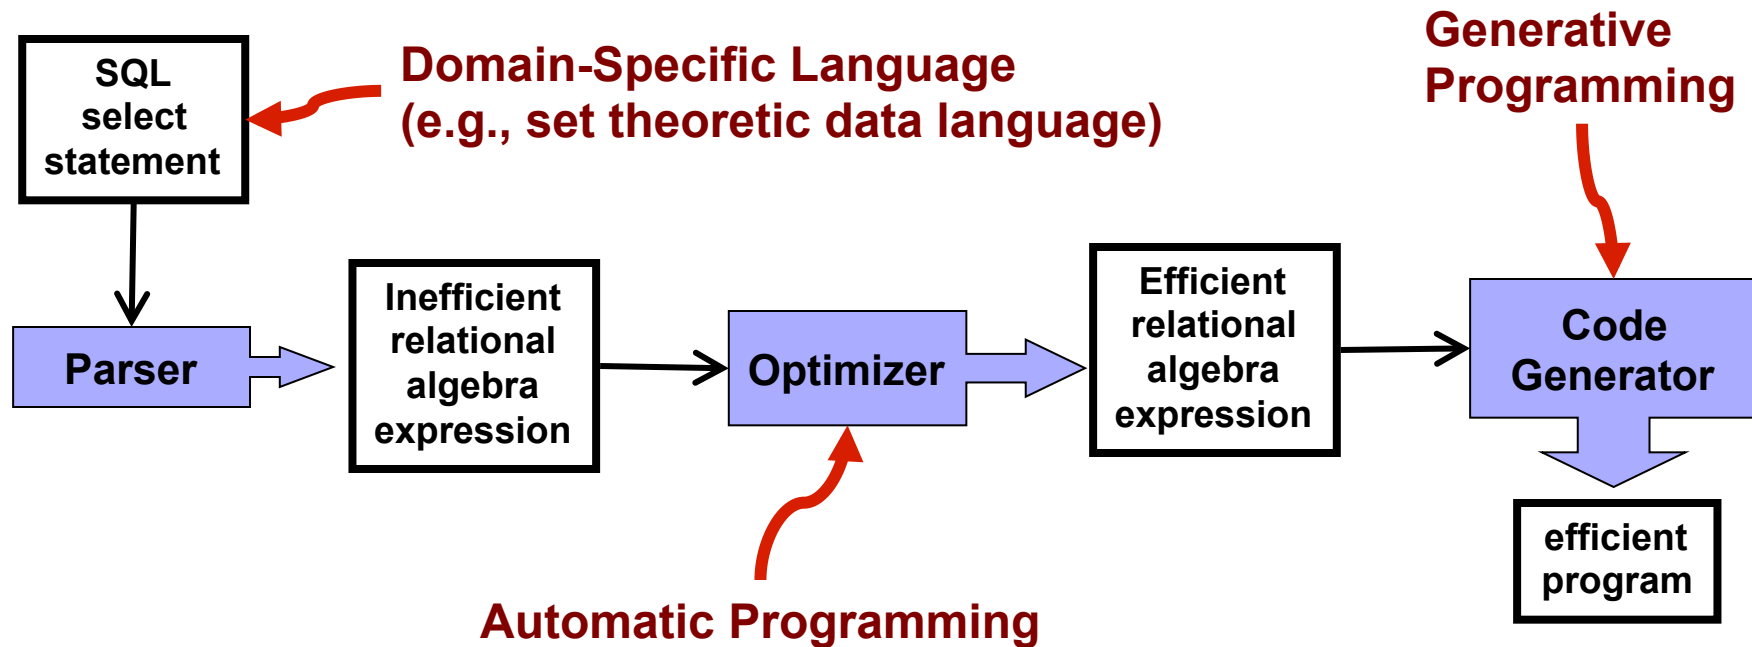 SQL
select
statement
Domain-Specific Language
(e.g., set theoretic data language)
Generative
Programming
Parser
Inefficient
relational
algebra
expression
Optimizer
Efficient
relational
algebra
expression
Code
Generator
efficient
program
Automatic Programming